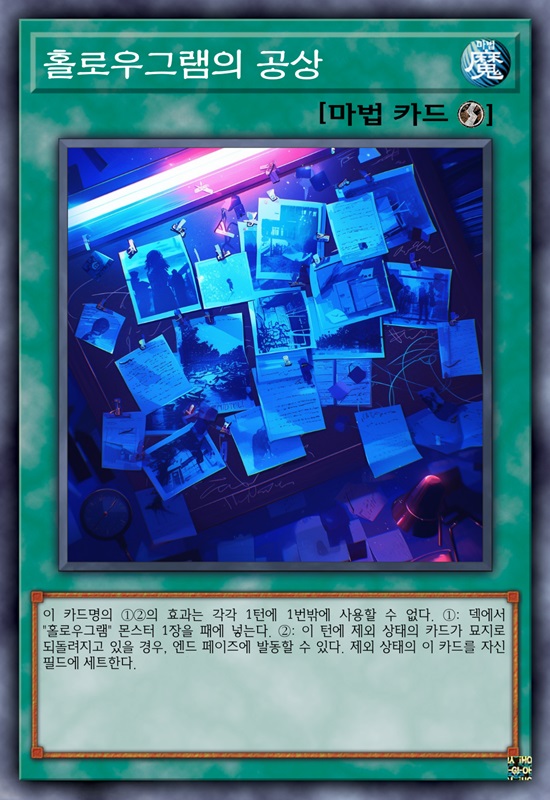 홀로우그램의 공상
마법
魔
[마법 카드]
이 카드명의 ①②의 효과는 각각 1턴에 1번밖에 사용할 수 없다. ①: 덱에서
"홀로우그램" 몬스터 1장을 패에 넣는다. ②: 이 턴에 제외 상태의 카드가 묘지로
되돌려지고 있을 경우, 엔드 페이즈에 발동할 수 있다. 제외 상태의 이 카드를 자신
필드에 세트한다.